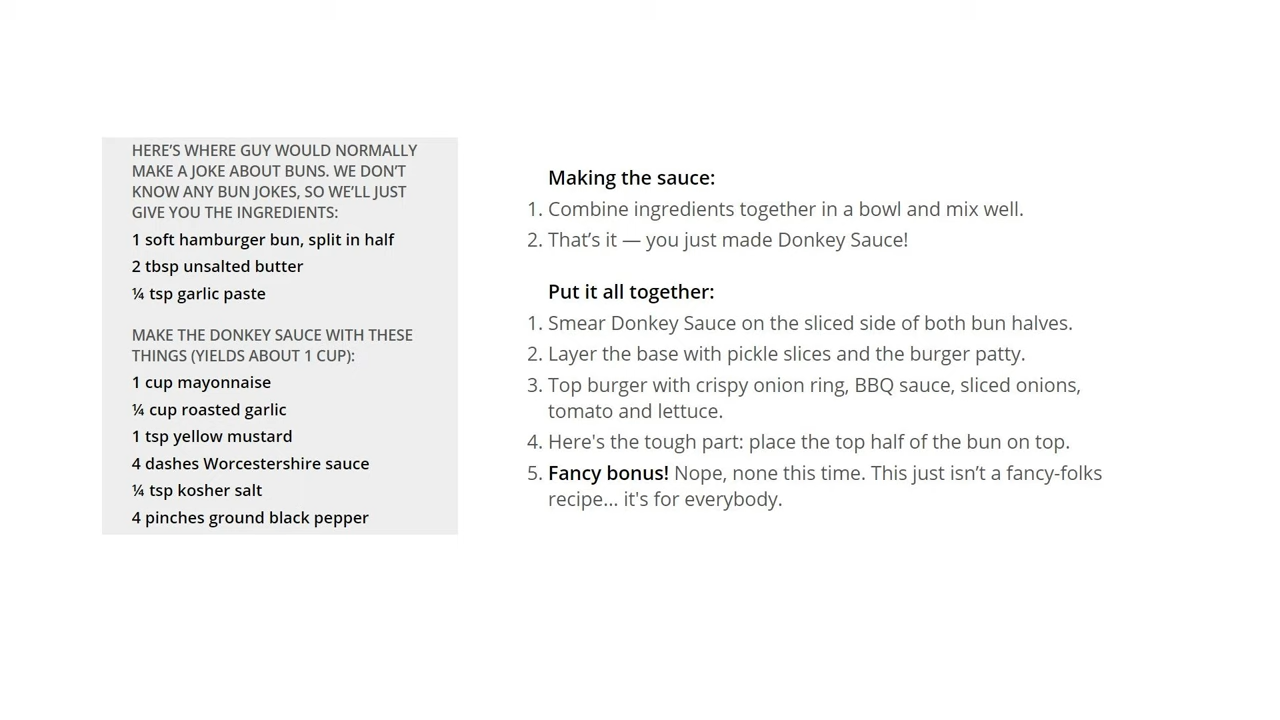 HERE’S WHERE GUY WOULD NORMALLY
MAKE A JOKE ABOUT BUNS. WE DON’T
KNOW ANY BUN JOKES, SO WE’LL JUST
GIVE YOU THE INGREDIENTS:
1 soft hamburger bun, split in half
2 tbsp unsalted butter
¼ tsp garlic paste
MAKE THE DONKEY SAUCE WITH THESE
THINGS (YIELDS ABOUT 1 CUP):
1 cup mayonnaise
¼ cup roasted garlic
1 tsp yellow mustard
4 dashes Worcestershire sauce
¼ tsp kosher salt
4 pinches ground black pepper
Making the sauce:
1. Combine ingredients together in a bowl and mix well.
2. That’s it — you just made Donkey Sauce!
Put it all together:
1. Smear Donkey Sauce on the sliced side of both bun halves.
2. Layer the base with pickle slices and the burger patty.
3. Top burger with crispy onion ring, BBQ sauce, sliced onions,
tomato and lettuce.
4. Here's the tough part: place the top half of the bun on top.
5. Fancy bonus! Nope, none this time. This just isn’t a fancy-folks
recipe... it's for everybody.